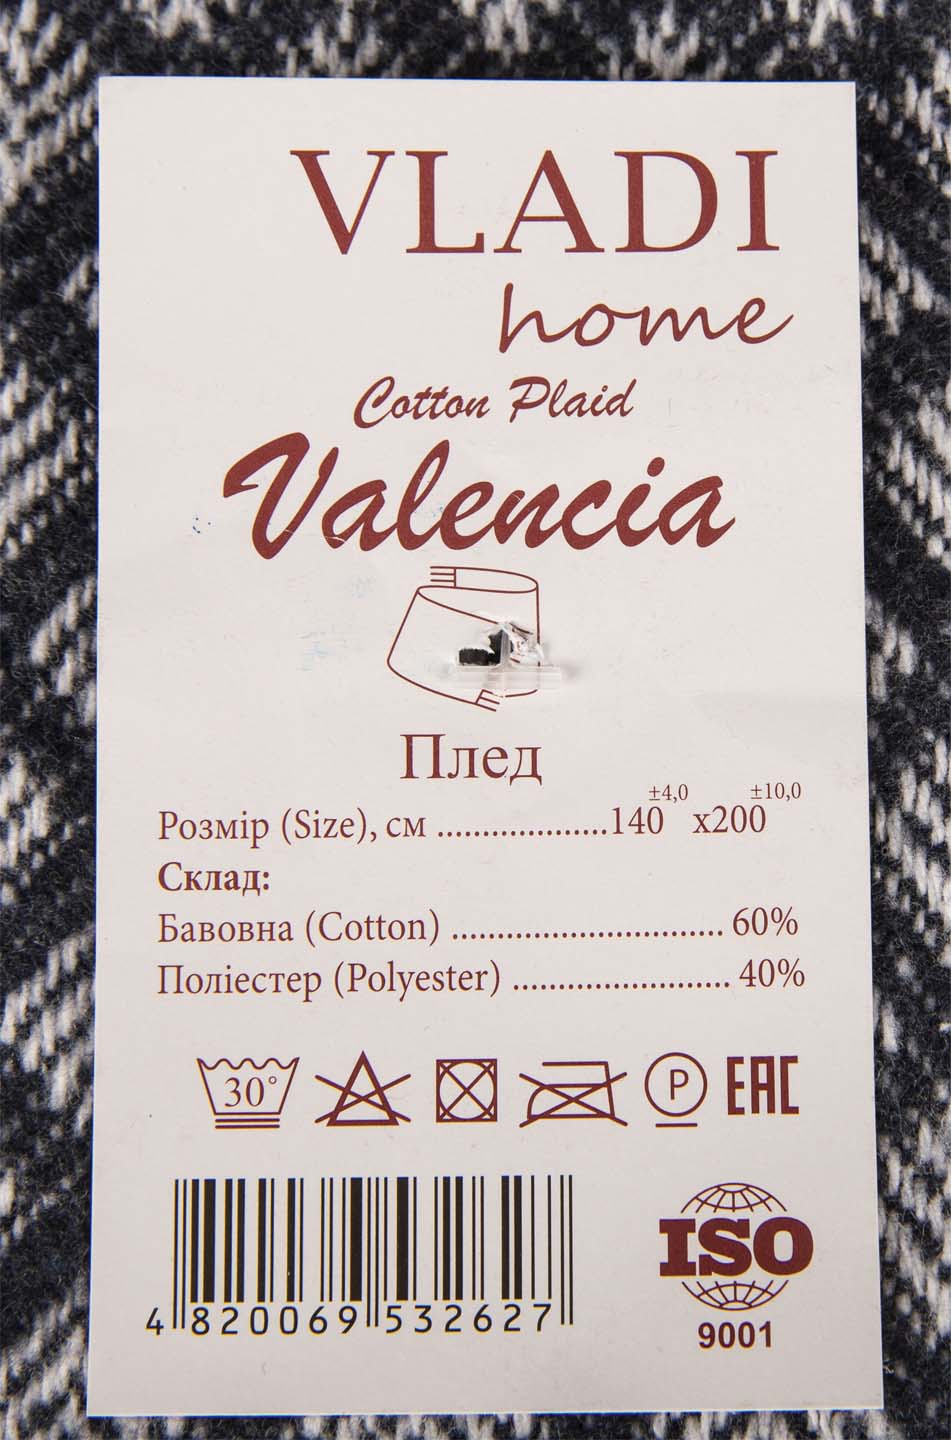 VLADI
home
Cotton Plaid
Valencia
Плед
Розмір (Size), см ...................140±4,0 x200±10,0
Склад:
Бавовна (Cotton) ............................. 60%
Поліестер (Polyester) ........................ 40%
30° P EAC
ISO
9001
4 820069 532627